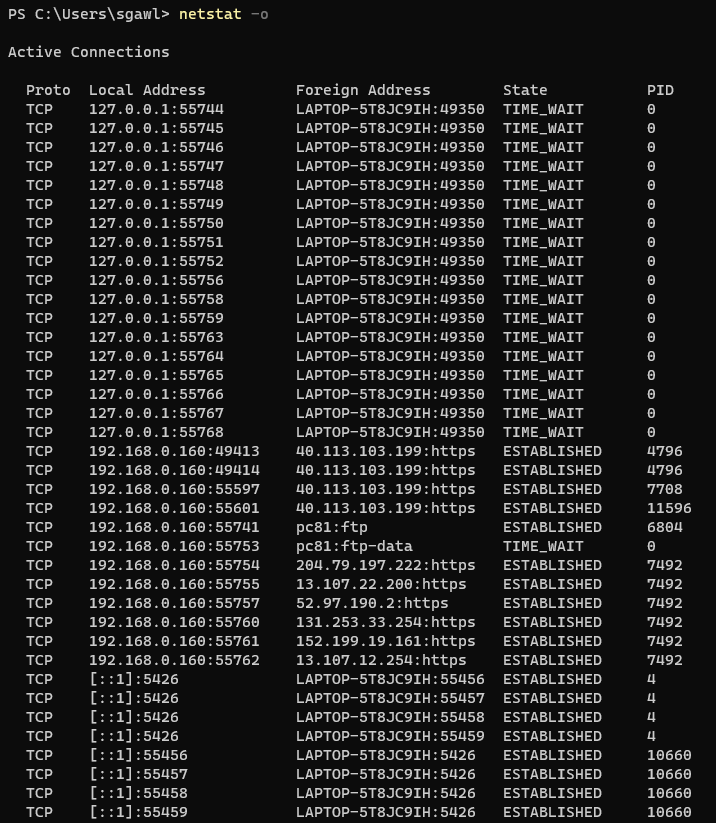 PS C:\Users\sgawl> netstat -o
Active Connections
Proto  Local Address          Foreign Address        State           PID
TCP    127.0.0.1:55744        LAPTOP-5T8JC9IH:49350  TIME_WAIT       0
TCP    127.0.0.1:55745        LAPTOP-5T8JC9IH:49350  TIME_WAIT       0
TCP    127.0.0.1:55746        LAPTOP-5T8JC9IH:49350  TIME_WAIT       0
TCP    127.0.0.1:55747        LAPTOP-5T8JC9IH:49350  TIME_WAIT       0
TCP    127.0.0.1:55748        LAPTOP-5T8JC9IH:49350  TIME_WAIT       0
TCP    127.0.0.1:55749        LAPTOP-5T8JC9IH:49350  TIME_WAIT       0
TCP    127.0.0.1:55750        LAPTOP-5T8JC9IH:49350  TIME_WAIT       0
TCP    127.0.0.1:55751        LAPTOP-5T8JC9IH:49350  TIME_WAIT       0
TCP    127.0.0.1:55752        LAPTOP-5T8JC9IH:49350  TIME_WAIT       0
TCP    127.0.0.1:55756        LAPTOP-5T8JC9IH:49350  TIME_WAIT       0
TCP    127.0.0.1:55758        LAPTOP-5T8JC9IH:49350  TIME_WAIT       0
TCP    127.0.0.1:55759        LAPTOP-5T8JC9IH:49350  TIME_WAIT       0
TCP    127.0.0.1:55763        LAPTOP-5T8JC9IH:49350  TIME_WAIT       0
TCP    127.0.0.1:55764        LAPTOP-5T8JC9IH:49350  TIME_WAIT       0
TCP    127.0.0.1:55765        LAPTOP-5T8JC9IH:49350  TIME_WAIT       0
TCP    127.0.0.1:55766        LAPTOP-5T8JC9IH:49350  TIME_WAIT       0
TCP    127.0.0.1:55767        LAPTOP-5T8JC9IH:49350  TIME_WAIT       0
TCP    127.0.0.1:55768        LAPTOP-5T8JC9IH:49350  TIME_WAIT       0
TCP    192.168.0.160:49413    40.113.103.199:https   ESTABLISHED     4796
TCP    192.168.0.160:49414    40.113.103.199:https   ESTABLISHED     4796
TCP    192.168.0.160:55597    40.113.103.199:https   ESTABLISHED     7708
TCP    192.168.0.160:55601    40.113.103.199:https   ESTABLISHED     11596
TCP    192.168.0.160:55741    pc81:ftp               ESTABLISHED     6804
TCP    192.168.0.160:55753    pc81:ftp-data          TIME_WAIT       0
TCP    192.168.0.160:55754    204.79.197.222:https   ESTABLISHED     7492
TCP    192.168.0.160:55755    13.107.22.200:https    ESTABLISHED     7492
TCP    192.168.0.160:55757    52.97.190.2:https      ESTABLISHED     7492
TCP    192.168.0.160:55760    131.253.33.254:https   ESTABLISHED     7492
TCP    192.168.0.160:55761    152.199.19.161:https   ESTABLISHED     7492
TCP    192.168.0.160:55762    13.107.12.254:https    ESTABLISHED     7492
TCP    [::1]:5426             LAPTOP-5T8JC9IH:55456  ESTABLISHED     4
TCP    [::1]:5426             LAPTOP-5T8JC9IH:55457  ESTABLISHED     4
TCP    [::1]:5426             LAPTOP-5T8JC9IH:55458  ESTABLISHED     4
TCP    [::1]:5426             LAPTOP-5T8JC9IH:55459  ESTABLISHED     4
TCP    [::1]:55456            LAPTOP-5T8JC9IH:5426   ESTABLISHED     10660
TCP    [::1]:55457            LAPTOP-5T8JC9IH:5426   ESTABLISHED     10660
TCP    [::1]:55458            LAPTOP-5T8JC9IH:5426   ESTABLISHED     10660
TCP    [::1]:55459            LAPTOP-5T8JC9IH:5426   ESTABLISHED     10660